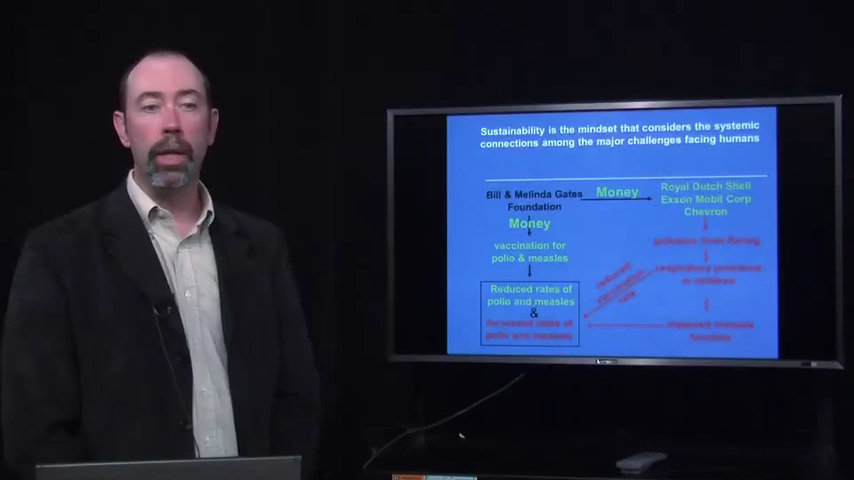 Sustainability is the mindset that considers the systemic
connections among the major challenges facing humans
Bill & Melinda Gates
Foundation
Money
Royal Dutch Shell
Exxon Mobil Corp
Chevron
Money
vaccination for
polio & measles
pollution from flaring
respiratory problems
in children
reduced
vaccination
rate
Reduced rates of
polio and measles
&
increased rates of
polio and measles
impaired immune
function